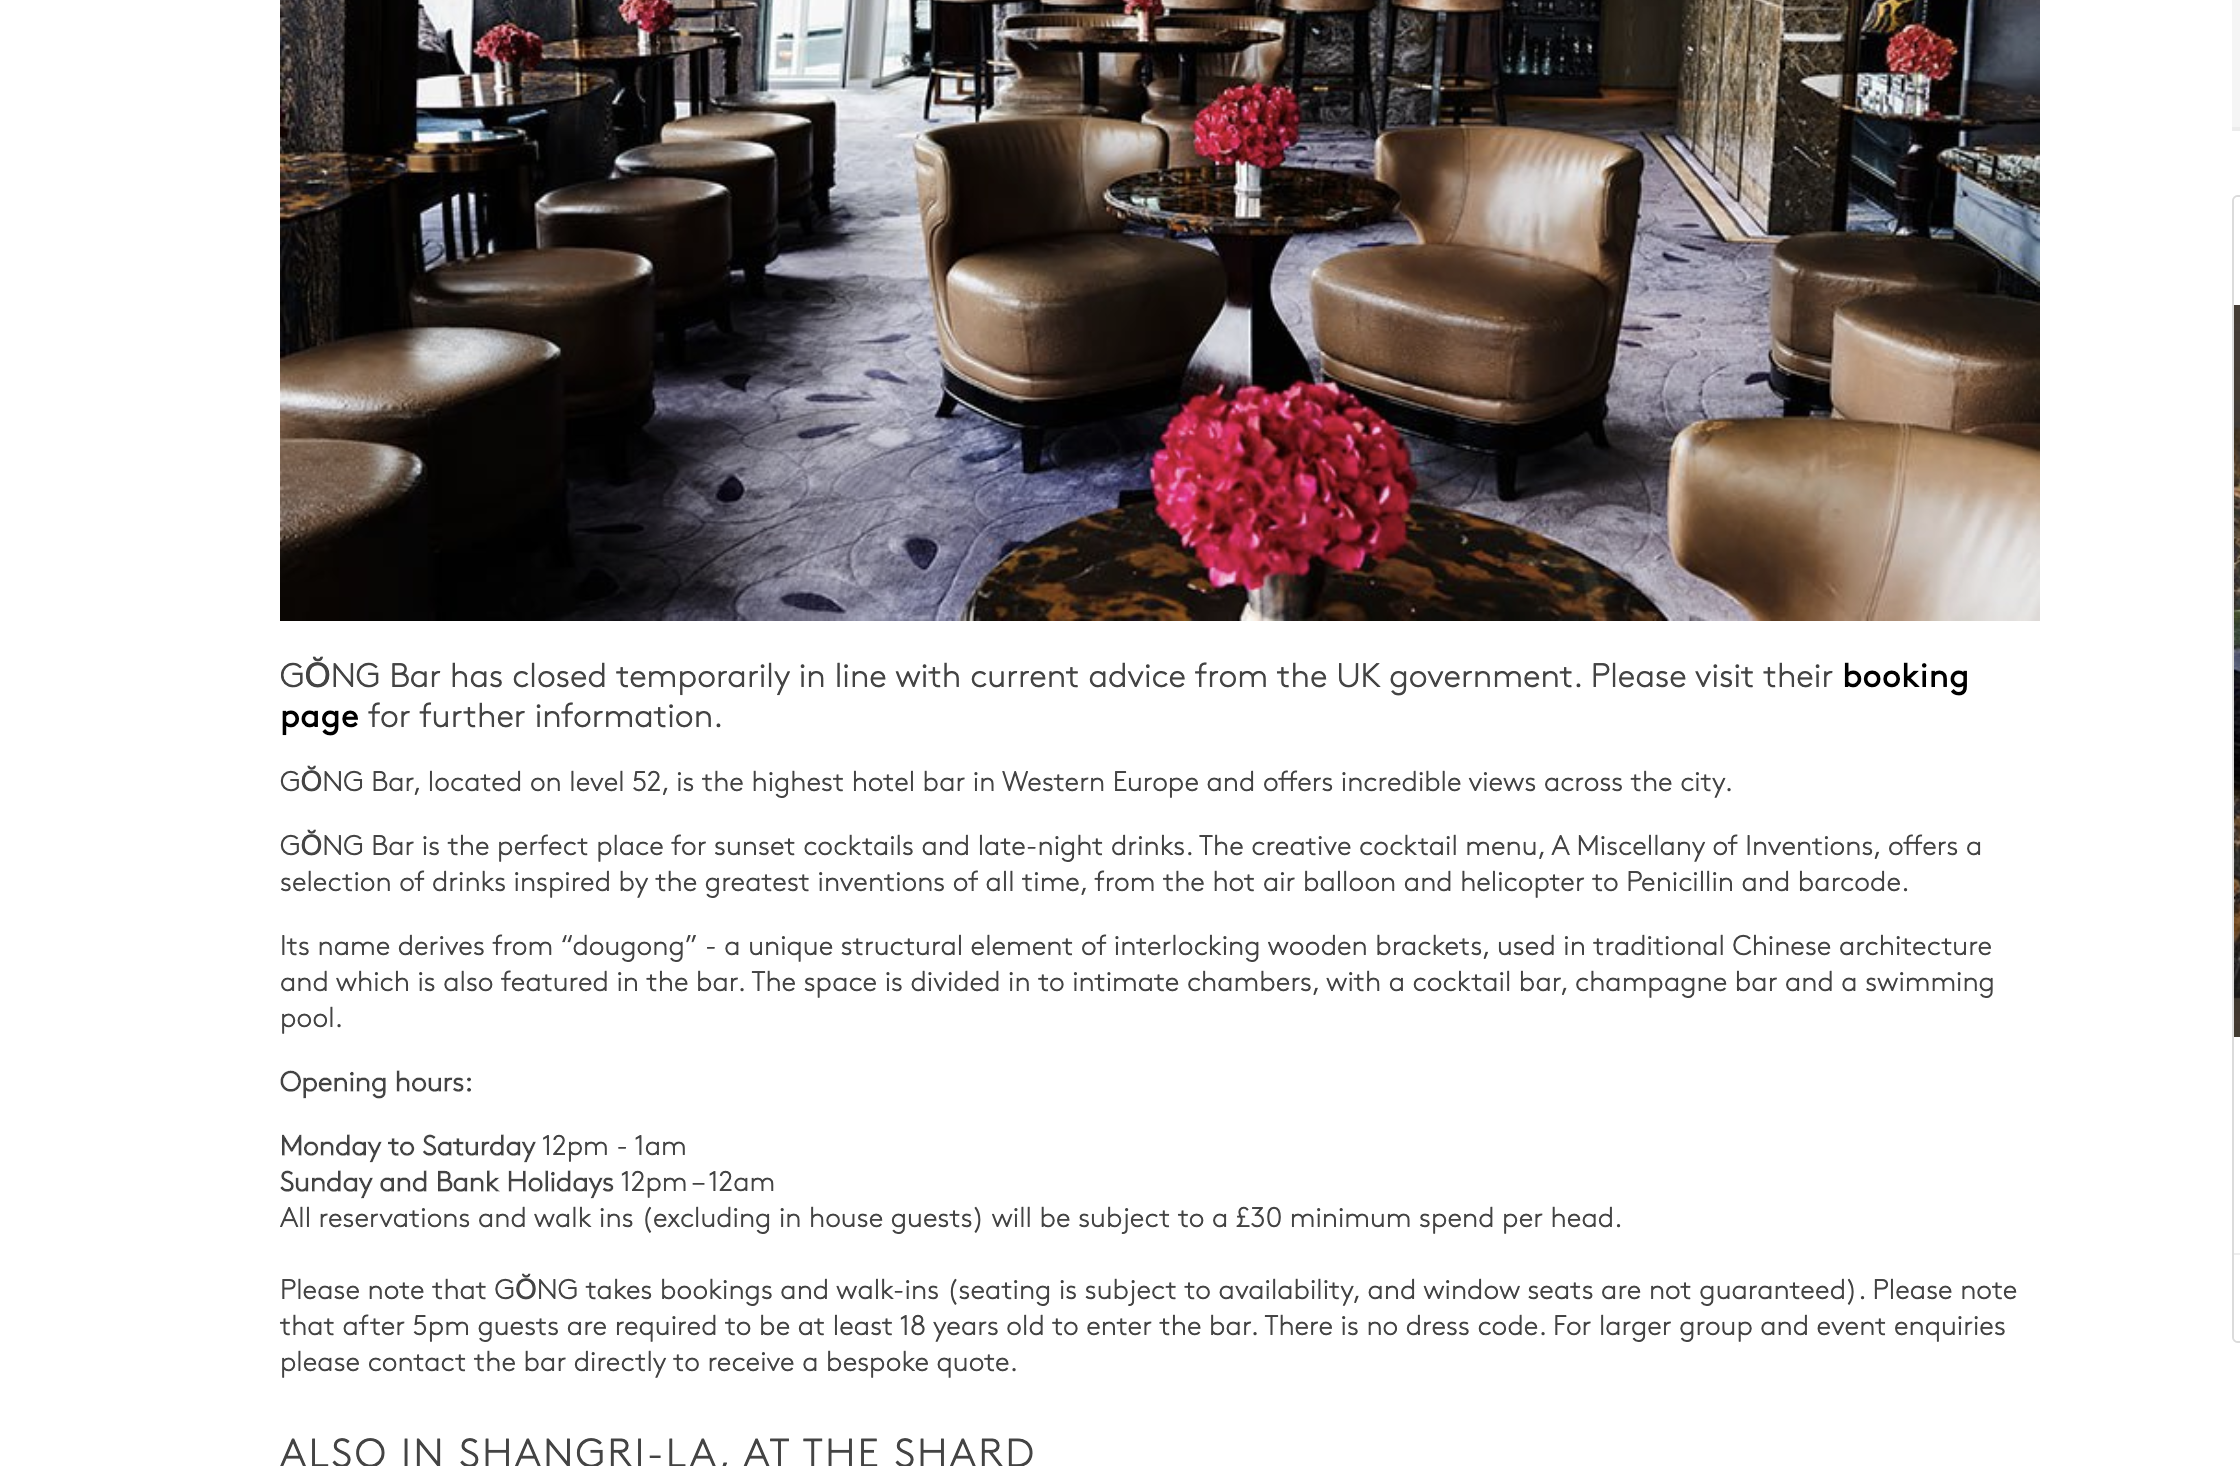 GŎNG Bar has closed temporarily in line with current advice from the UK government. Please visit their booking
page for further information.
GŎNG Bar, located on level 52, is the highest hotel bar in Western Europe and offers incredible views across the city.
GŎNG Bar is the perfect place for sunset cocktails and late-night drinks. The creative cocktail menu, A Miscellany of Inventions, offers a
selection of drinks inspired by the greatest inventions of all time, from the hot air balloon and helicopter to Penicillin and barcode.
Its name derives from “dougong” - a unique structural element of interlocking wooden brackets, used in traditional Chinese architecture
and which is also featured in the bar. The space is divided in to intimate chambers, with a cocktail bar, champagne bar and a swimming
pool.
Opening hours:
Monday to Saturday 12pm - 1am
Sunday and Bank Holidays 12pm – 12am
All reservations and walk ins (excluding in house guests) will be subject to a £30 minimum spend per head.
Please note that GŎNG takes bookings and walk-ins (seating is subject to availability, and window seats are not guaranteed). Please note
that after 5pm guests are required to be at least 18 years old to enter the bar. There is no dress code. For larger group and event enquiries
please contact the bar directly to receive a bespoke quote.
ALSO IN SHANGRI-LA, AT THE SHARD